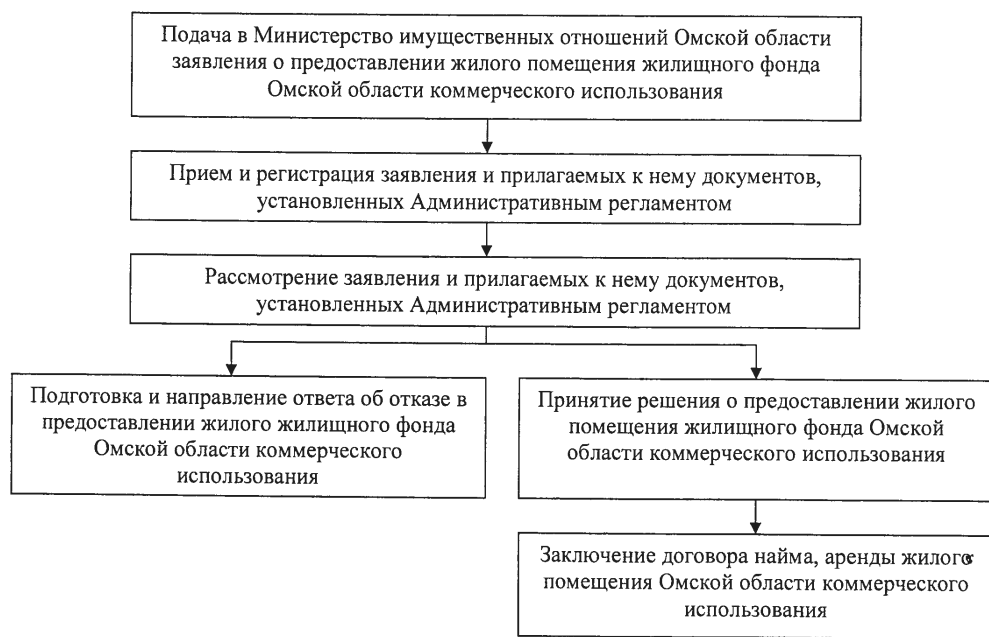 Подача в Министерство имущественных отношений Омской области
заявления о предоставлении жилого помещения жилищного фонда
Омской области коммерческого использования
Прием и регистрация заявления и прилагаемых к нему документов,
установленных Административным регламентом
Рассмотрение заявления и прилагаемых к нему документов,
установленных Административным регламентом
Подготовка и направление ответа об отказе в
предоставлении жилого жилищного фонда
Омской области коммерческого
использования
Принятие решения о предоставлении жилого
помещения жилищного фонда Омской
области коммерческого использования
Заключение договора найма, аренды жилого
помещения Омской области коммерческого
использования